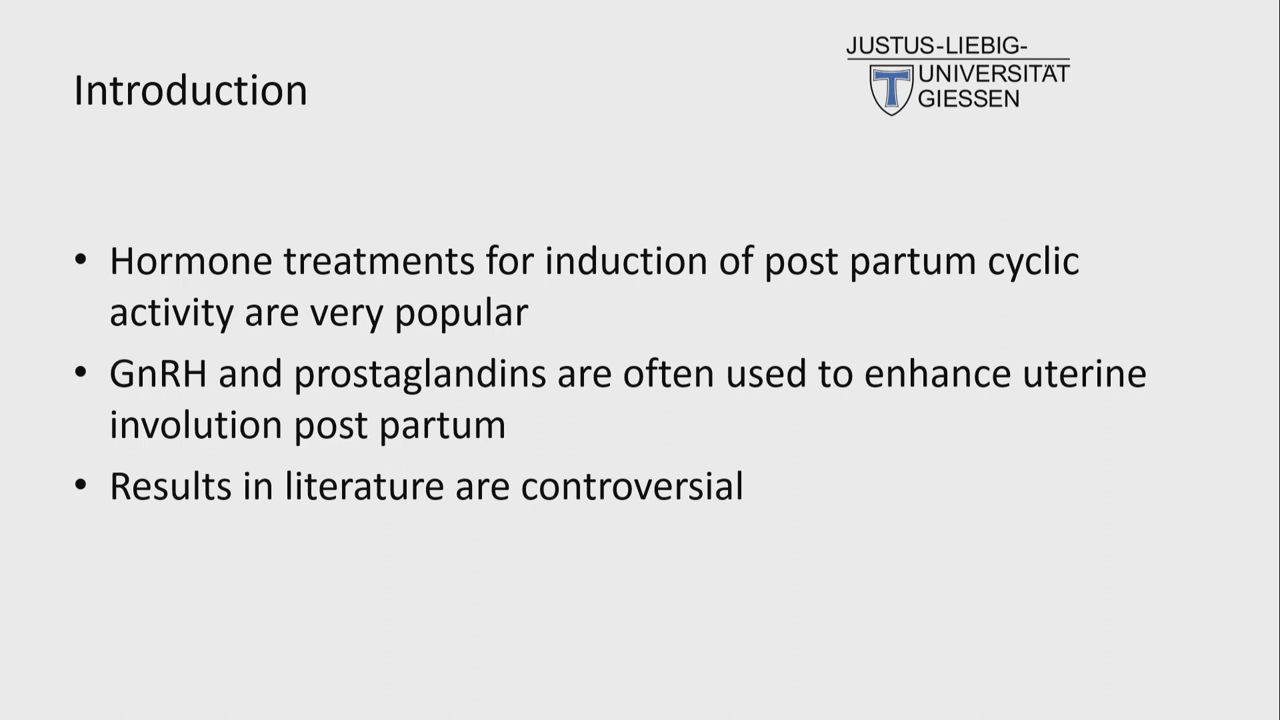 JUSTUS-LIEBIG-
UNIVERSITÄT
GIESSEN
Introduction
• Hormone treatments for induction of post partum cyclic
activity are very popular
• GnRH and prostaglandins are often used to enhance uterine
involution post partum
• Results in literature are controversial